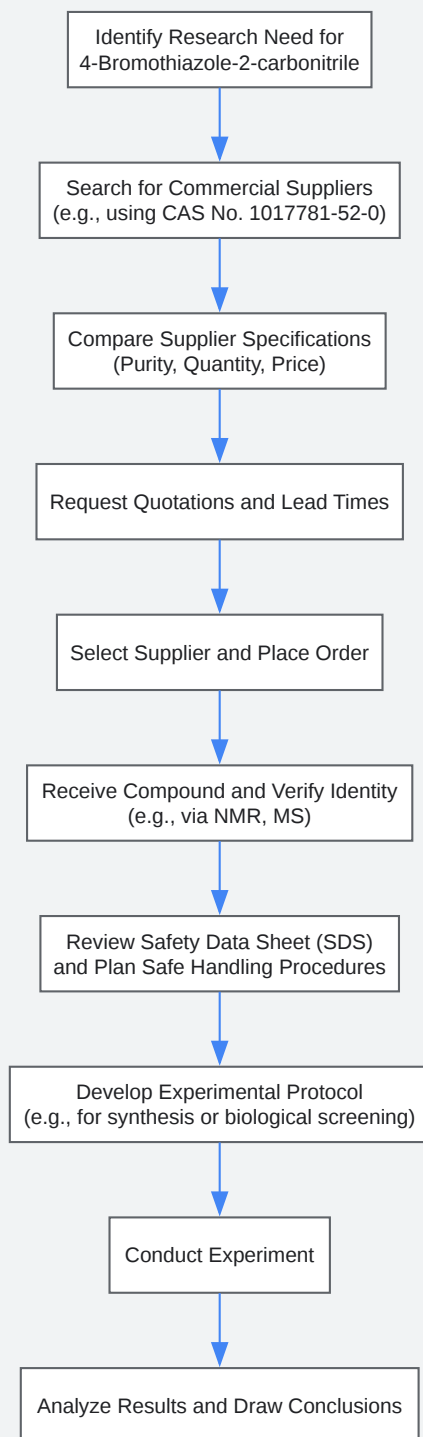 Identify Research Need for
4-Bromothiazole-2-carbonitrile
Search for Commercial Suppliers
(e.g., using CAS No. 1017781-52-0)
Compare Supplier Specifications
(Purity, Quantity, Price)
Request Quotations and Lead Times
Select Supplier and Place Order
Receive Compound and Verify Identity
(e.g., via NMR, MS)
Review Safety Data Sheet (SDS)
and Plan Safe Handling Procedures
Develop Experimental Protocol
(e.g., for synthesis or biological screening)
Conduct Experiment
Analyze Results and Draw Conclusions